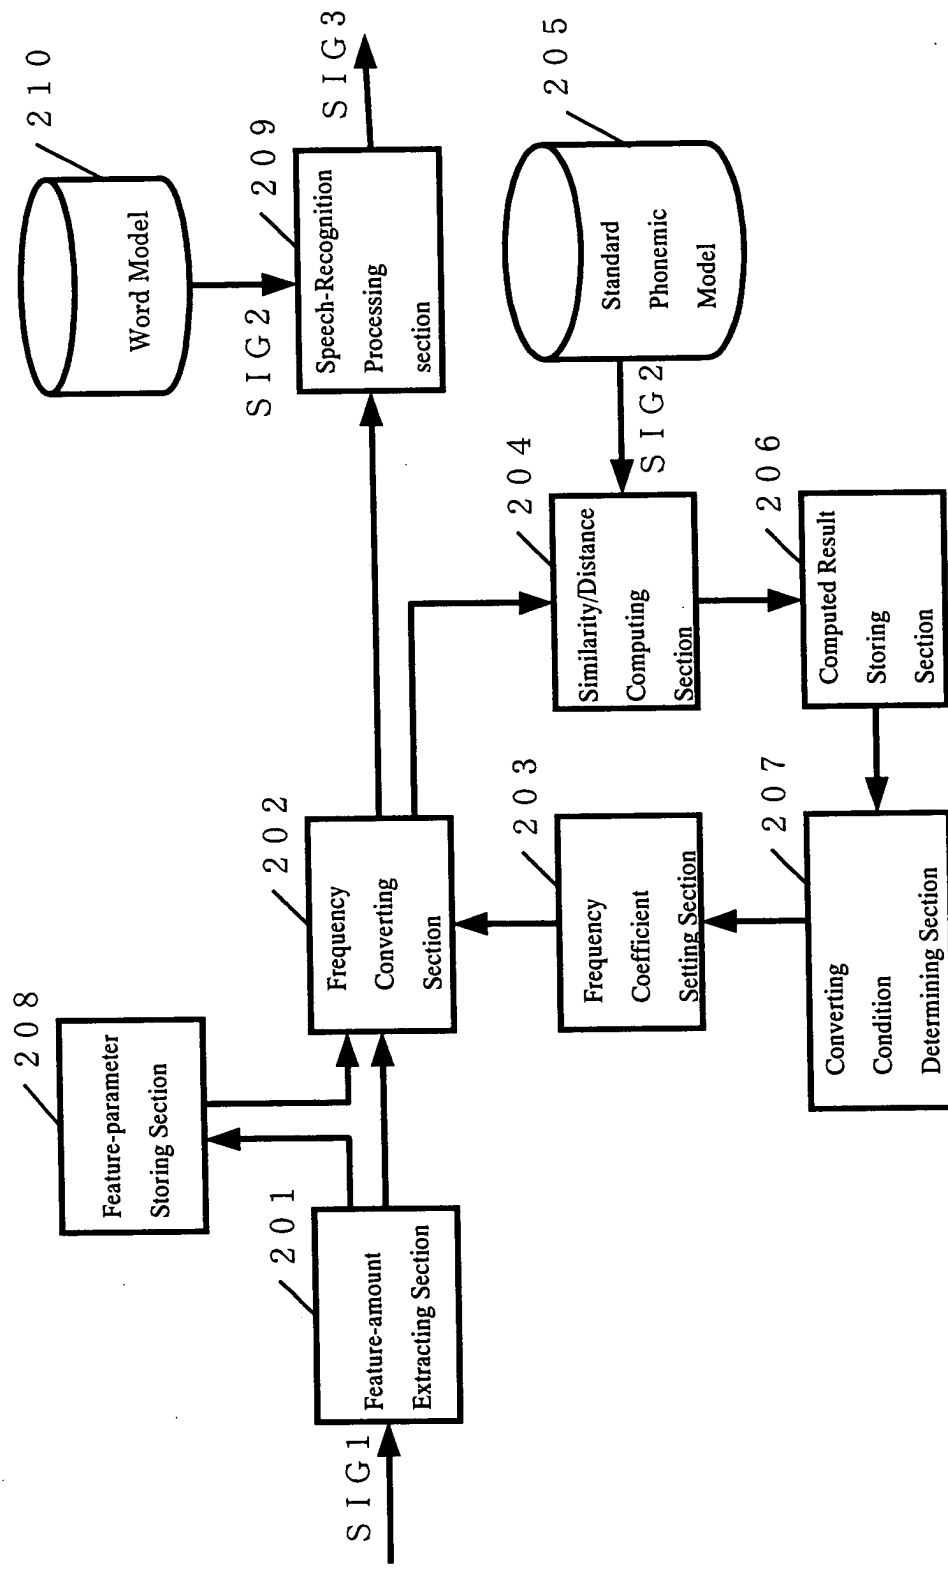 210
Word Model
SIG2
209
Speech-Recognition
Processing
section
SIG3
208
Feature-parameter
Storing Section
202
Frequency
Converting
Section
SIG1
201
Feature-amount
Extracting Section
203
Frequency
Coefficient
Setting Section
204
Similarity/Distance
Computing
Section
SIG2
205
Standard
Phonemic
Model
207
Converting
Condition
Determining Section
206
Computed Result
Storing
Section